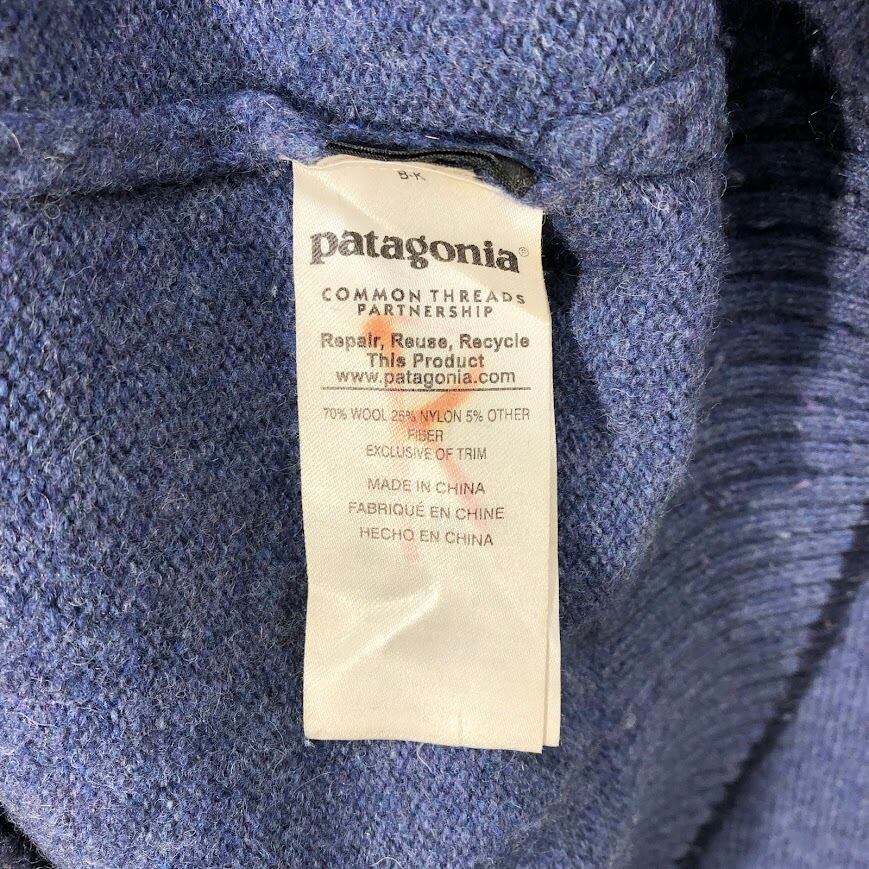 B-K
patagonia®
COMMON THREADS
PARTNERSHIP
Repair, Reuse, Recycle
This Product
www.patagonia.com
70% WOOL 25% NYLON 5% OTHER
FIBER
EXCLUSIVE OF TRIM
MADE IN CHINA
FABRIQUÉ EN CHINE
HECHO EN CHINA